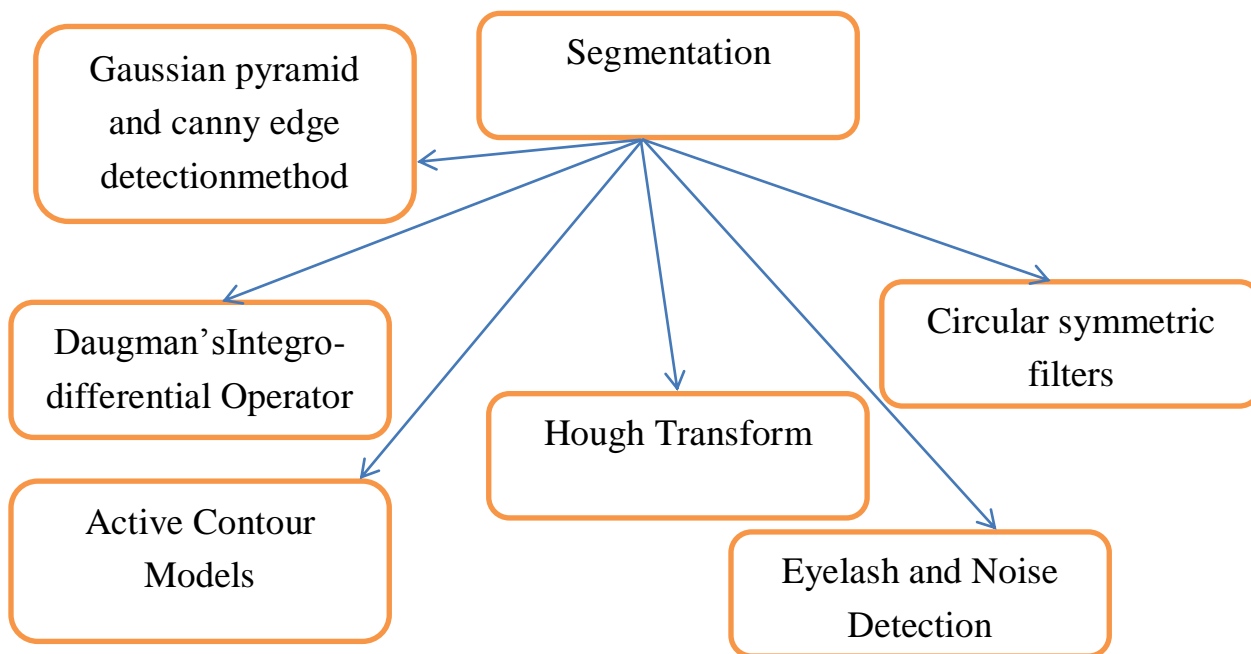 Segmentation
Gaussian pyramid
and canny edge
detectionmethod
Daugman’sIntegro-
differential Operator
Circular symmetric
filters
Hough Transform
Active Contour
Models
Eyelash and Noise
Detection